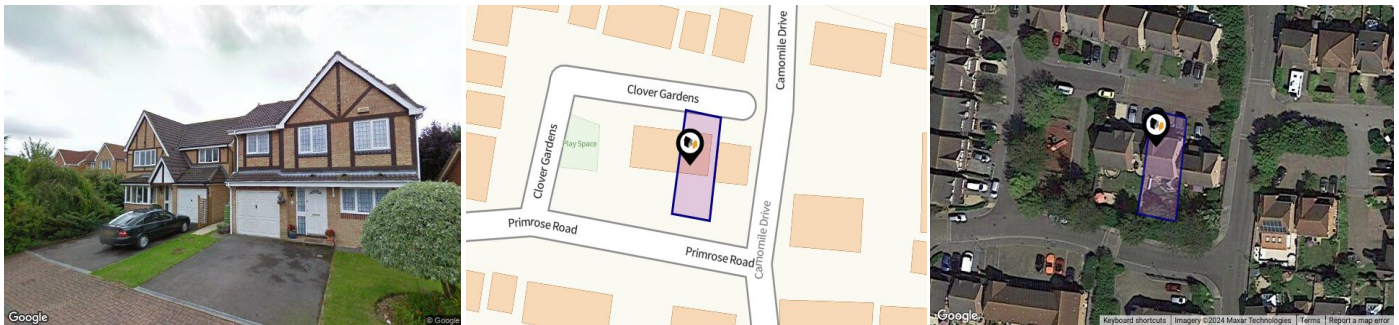 Google
© Google
Clover Gardens
Camomile Drive
Play Space
Clover Gardens
Primrose Road
Primrose Road
Camomile Drive
Google
Keyboard shortcuts
Imagery ©2024 Maxar Technologies
Terms
Report a map error